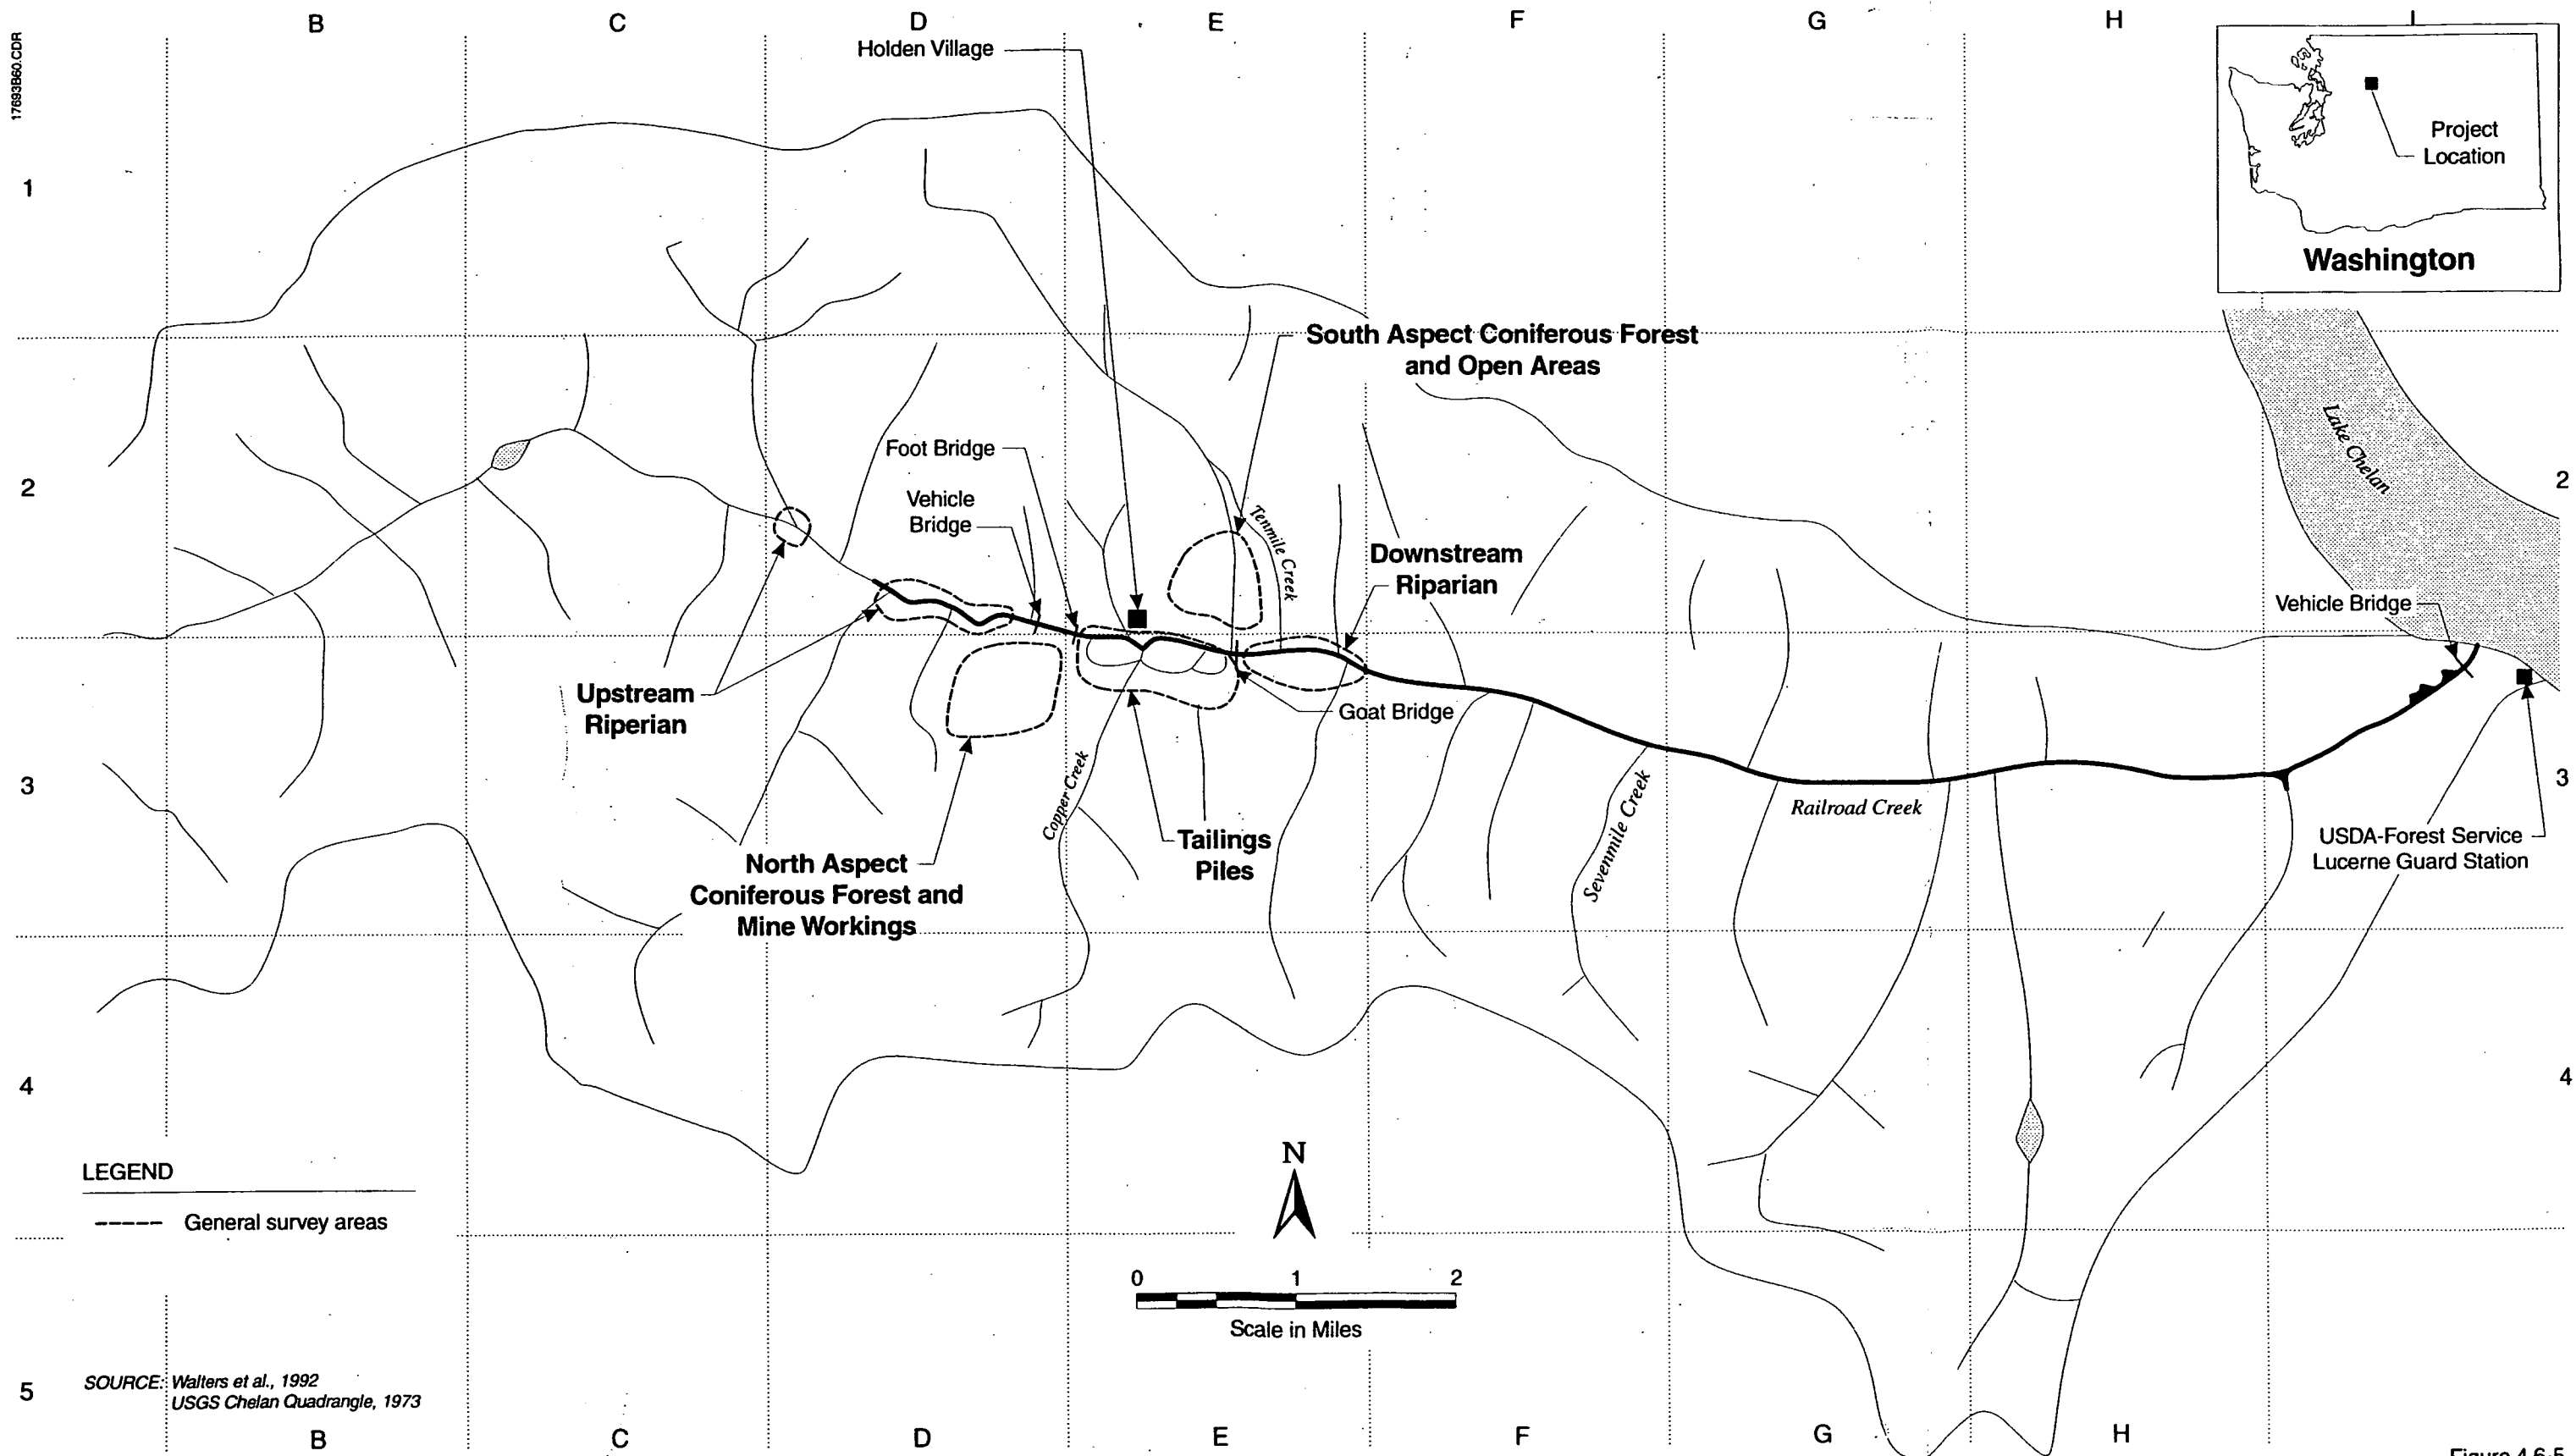 17693B60.CDR
B
C
D
E
F
G
H
I
Holden Village
1
Project
Location
Washington
South Aspect Coniferous Forest
and Open Areas
Lake Chelan
Foot Bridge
2
2
Vehicle
Bridge
Tenmile Creek
Downstream
Riparian
Vehicle Bridge
Upstream
Riperian
Goat Bridge
3
3
Copper Creek
Sevenmile Creek
Railroad Creek
Tailings
Piles
USDA-Forest Service
Lucerne Guard Station
North Aspect
Coniferous Forest and
Mine Workings
4
4
N
LEGEND
General survey areas
0
1
2
Scale in Miles
5
SOURCE: Walters et al., 1992
USGS Chelan Quadrangle, 1973
B
C
D
E
F
G
H